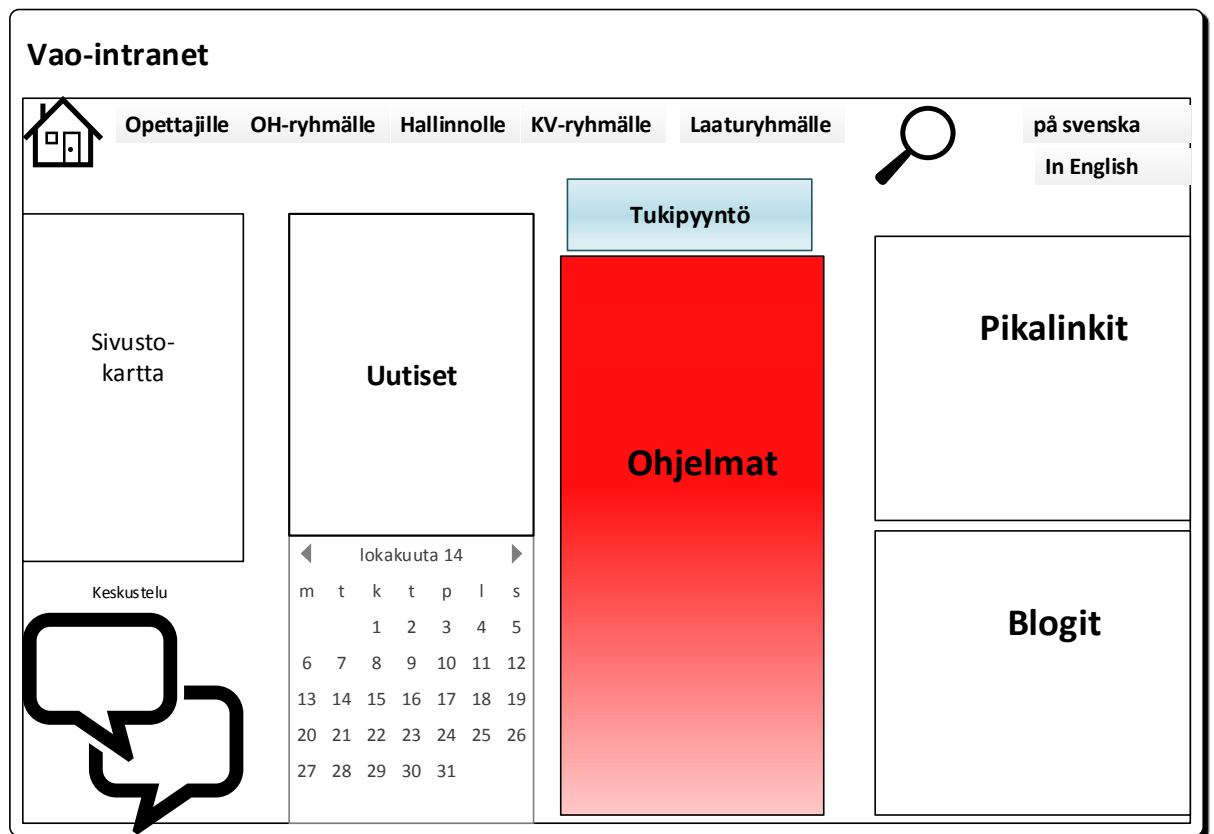 Vao-intranet
Opettajille OH-ryhmälle Hallinnolle KV-ryhmälle Laaturyhmälle på svenska
In English
Tukipyyntö
Sivusto-
kartta
Uutiset
Ohjelmat
Pikalinkit
lokakuuta 14
m t k t p l s
1 2 3 4 5
6 7 8 9 10 11 12
13 14 15 16 17 18 19
20 21 22 23 24 25 26
27 28 29 30 31
Keskustelu
Blogit